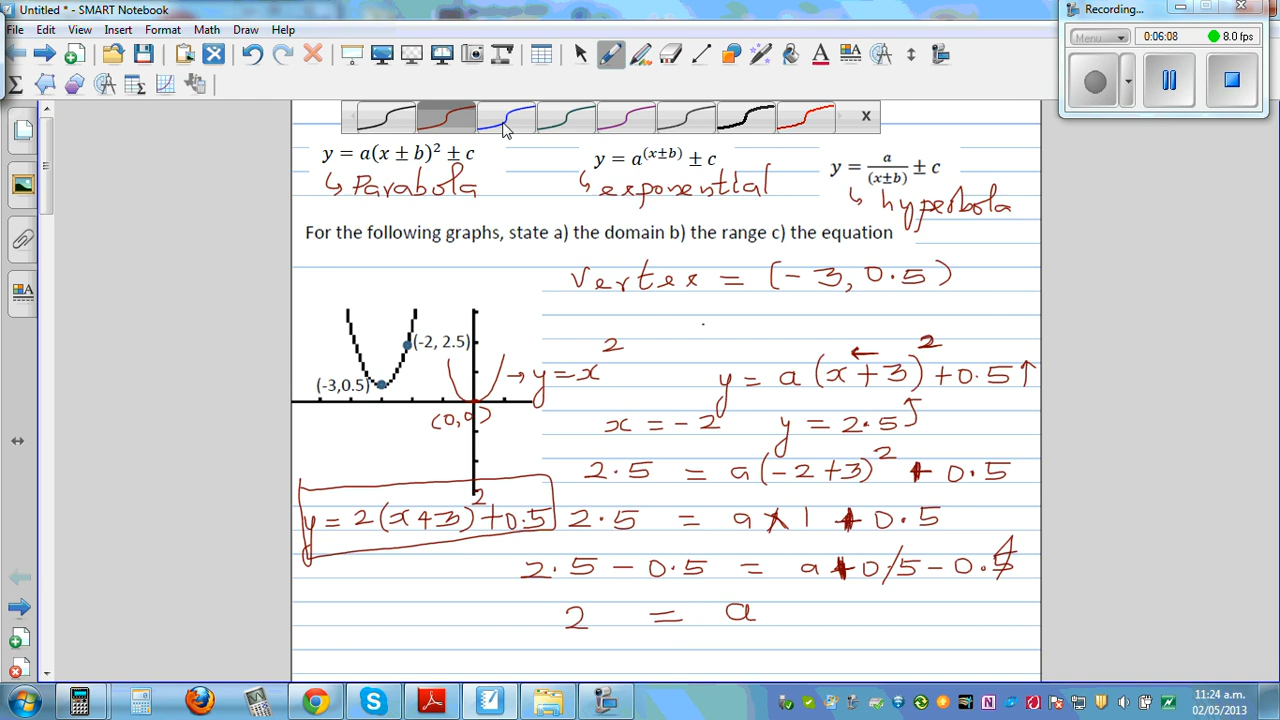 Untitled * - SMART Notebook
Recording...
File Edit View Insert Format Math Draw Help
Menu
0:06:08
8.0 fps
y = a(x ± b)² ± c
y = a^(x±b) ± c
y = a/(x±b) ± c
↳ Parabola
↳ exponential
↳ hyperbola
For the following graphs, state a) the domain b) the range c) the equation
Vertex = (-3, 0.5)
(-2, 2.5)
(-3,0.5)
→ y = x²
(0,0)
y = a(x+3)² + 0.5 ↑
x = -2 y = 2.5
2.5 = a(-2+3)² + 0.5
y = 2(x+3)² + 0.5
2.5 = a × 1 + 0.5
2.5 - 0.5 = a + 0.5 - 0.5
2 = a
11:24 a.m.
02/05/2013